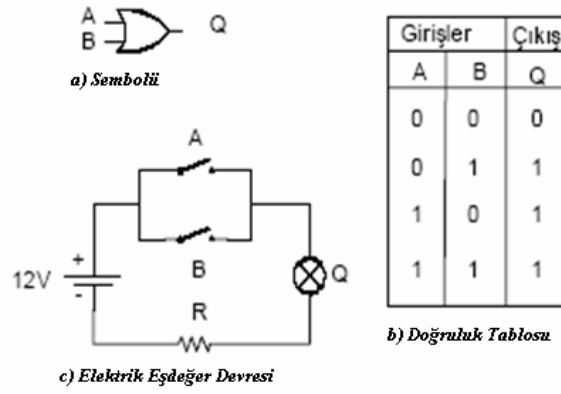 A
B
Q
a) Sembolü
A
12V
+
-
B
Q
R
c) Elektrik Eşdeğer Devresi
Girişler Çıkış
A B Q
0 0 0
0 1 1
1 0 1
1 1 1
b) Doğruluk Tablosu